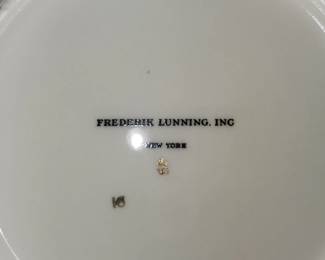 FREDERIK LUNNING, INC
NEW YORK